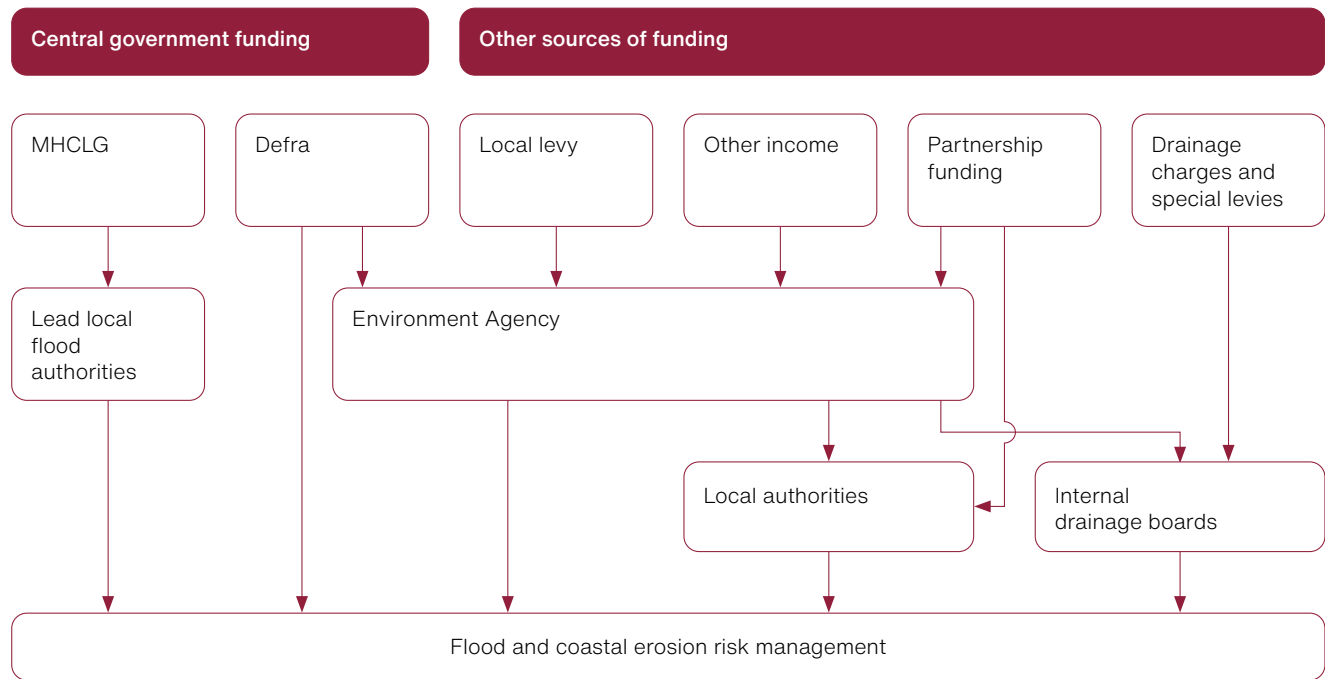 Central government funding
Other sources of funding
MHCLG
Defra
Local levy
Other income
Partnership
funding
Drainage
charges and
special levies
Lead local
flood
authorities
Environment Agency
Local authorities
Internal
drainage boards
Flood and coastal erosion risk management